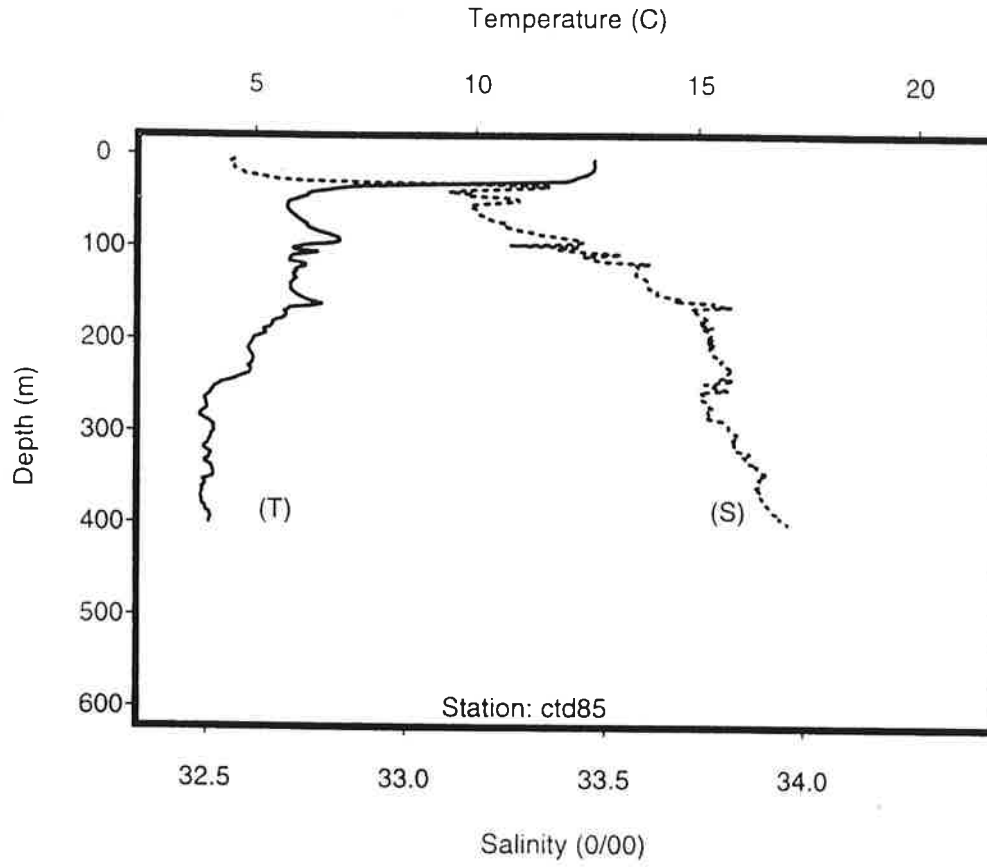 Temperature (C)
5 10 15 20
0
100
200
300
400
500
600
Depth (m)
(T) (S)
Station: ctd85
32.5 33.0 33.5 34.0
Salinity (0/00)